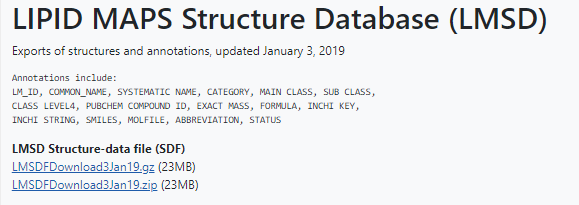 LIPID MAPS Structure Database (LMSD)
Exports of structures and annotations, updated January 3, 2019
Annotations include:
LM_ID, COMMON_NAME, SYSTEMATIC NAME, CATEGORY, MAIN CLASS, SUB CLASS,
CLASS LEVEL4, PUBCHEM COMPOUND ID, EXACT MASS, FORMULA, INCHI KEY,
INCHI STRING, SMILES, MOLFILE, ABBREVIATION, STATUS
LMSD Structure-data file (SDF)
LMSDFDownload3Jan19.gz (23MB)
LMSDFDownload3Jan19.zip (23MB)